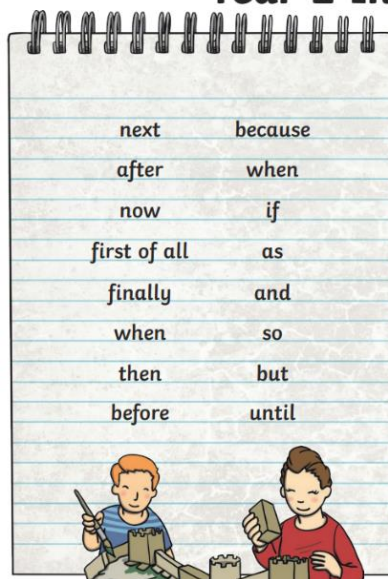 next because
after when
now if
first of all as
finally and
when so
then but
before until